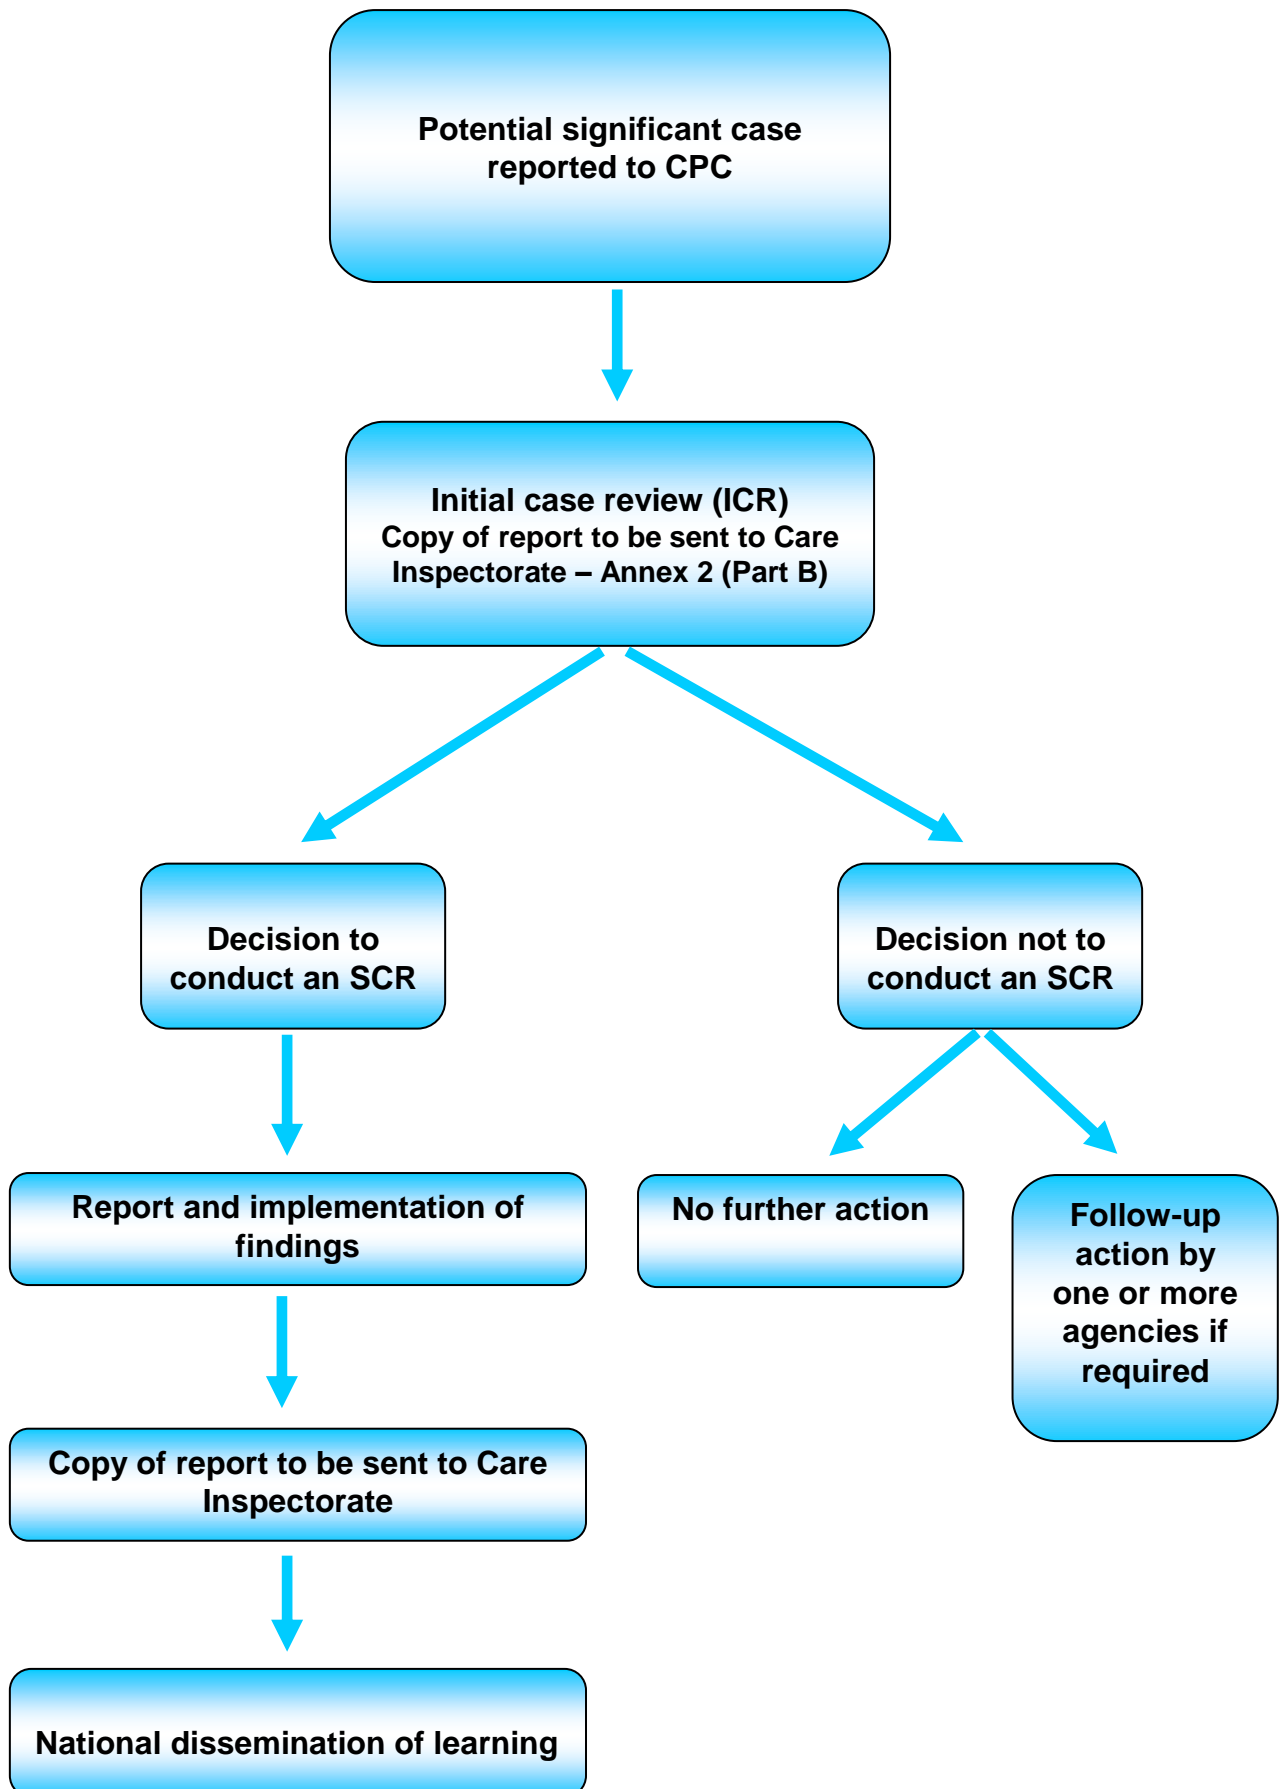 Potential significant case
reported to CPC
Initial case review (ICR)
Copy of report to be sent to Care
Inspectorate – Annex 2 (Part B)
Decision to
conduct an SCR
Decision not to
conduct an SCR
Report and implementation of
findings
No further action
Follow-up
action by
one or more
agencies if
required
Copy of report to be sent to Care
Inspectorate
National dissemination of learning